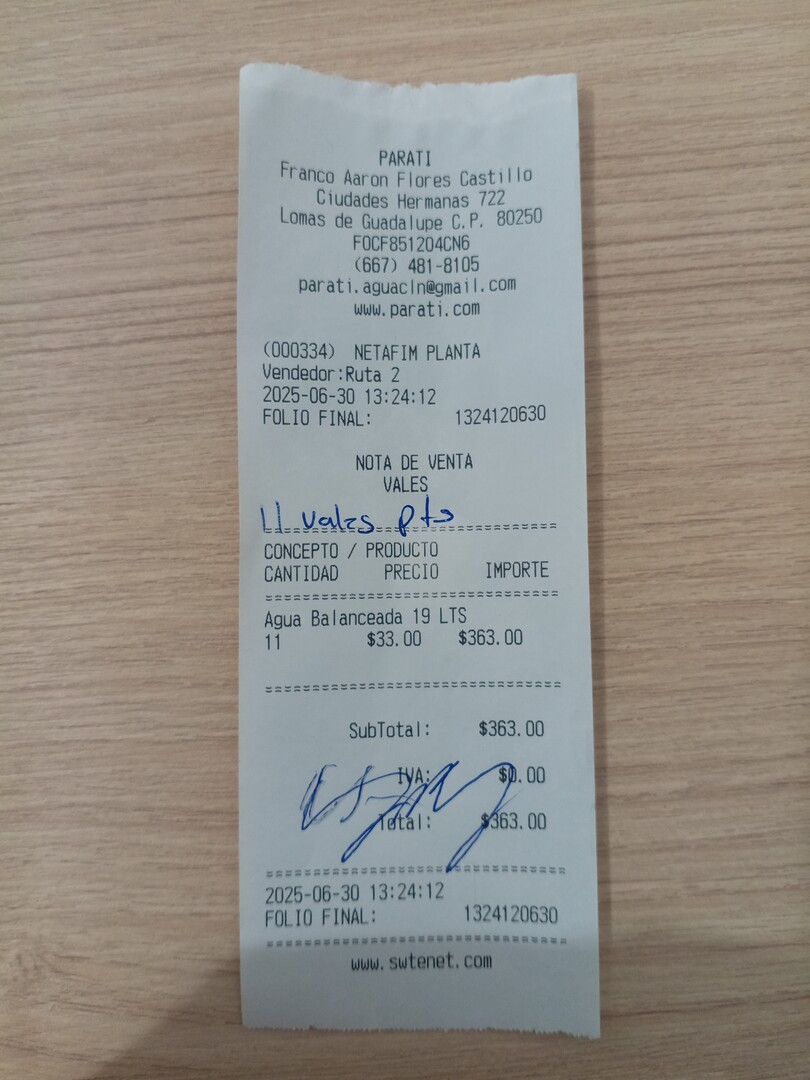 PARATI
Franco Aaron Flores Castillo
Ciudades Hermanas 722
Lomas de Guadalupe C.P. 80250
FOCF851204CN6
(667) 481-8105
parati.aguacln@gmail.com
www.parati.com
(000334) NETAFIM PLANTA
Vendedor:Ruta 2
2025-06-30 13:24:12
FOLIO FINAL: 1324120630
NOTA DE VENTA
VALES
11 vales pts
CONCEPTO / PRODUCTO
CANTIDAD PRECIO IMPORTE
Agua Balanceada 19 LTS
11 $33.00 $363.00
SubTotal: $363.00
IVA: $0.00
Total: $363.00
2025-06-30 13:24:12
FOLIO FINAL: 1324120630
www.swtenet.com